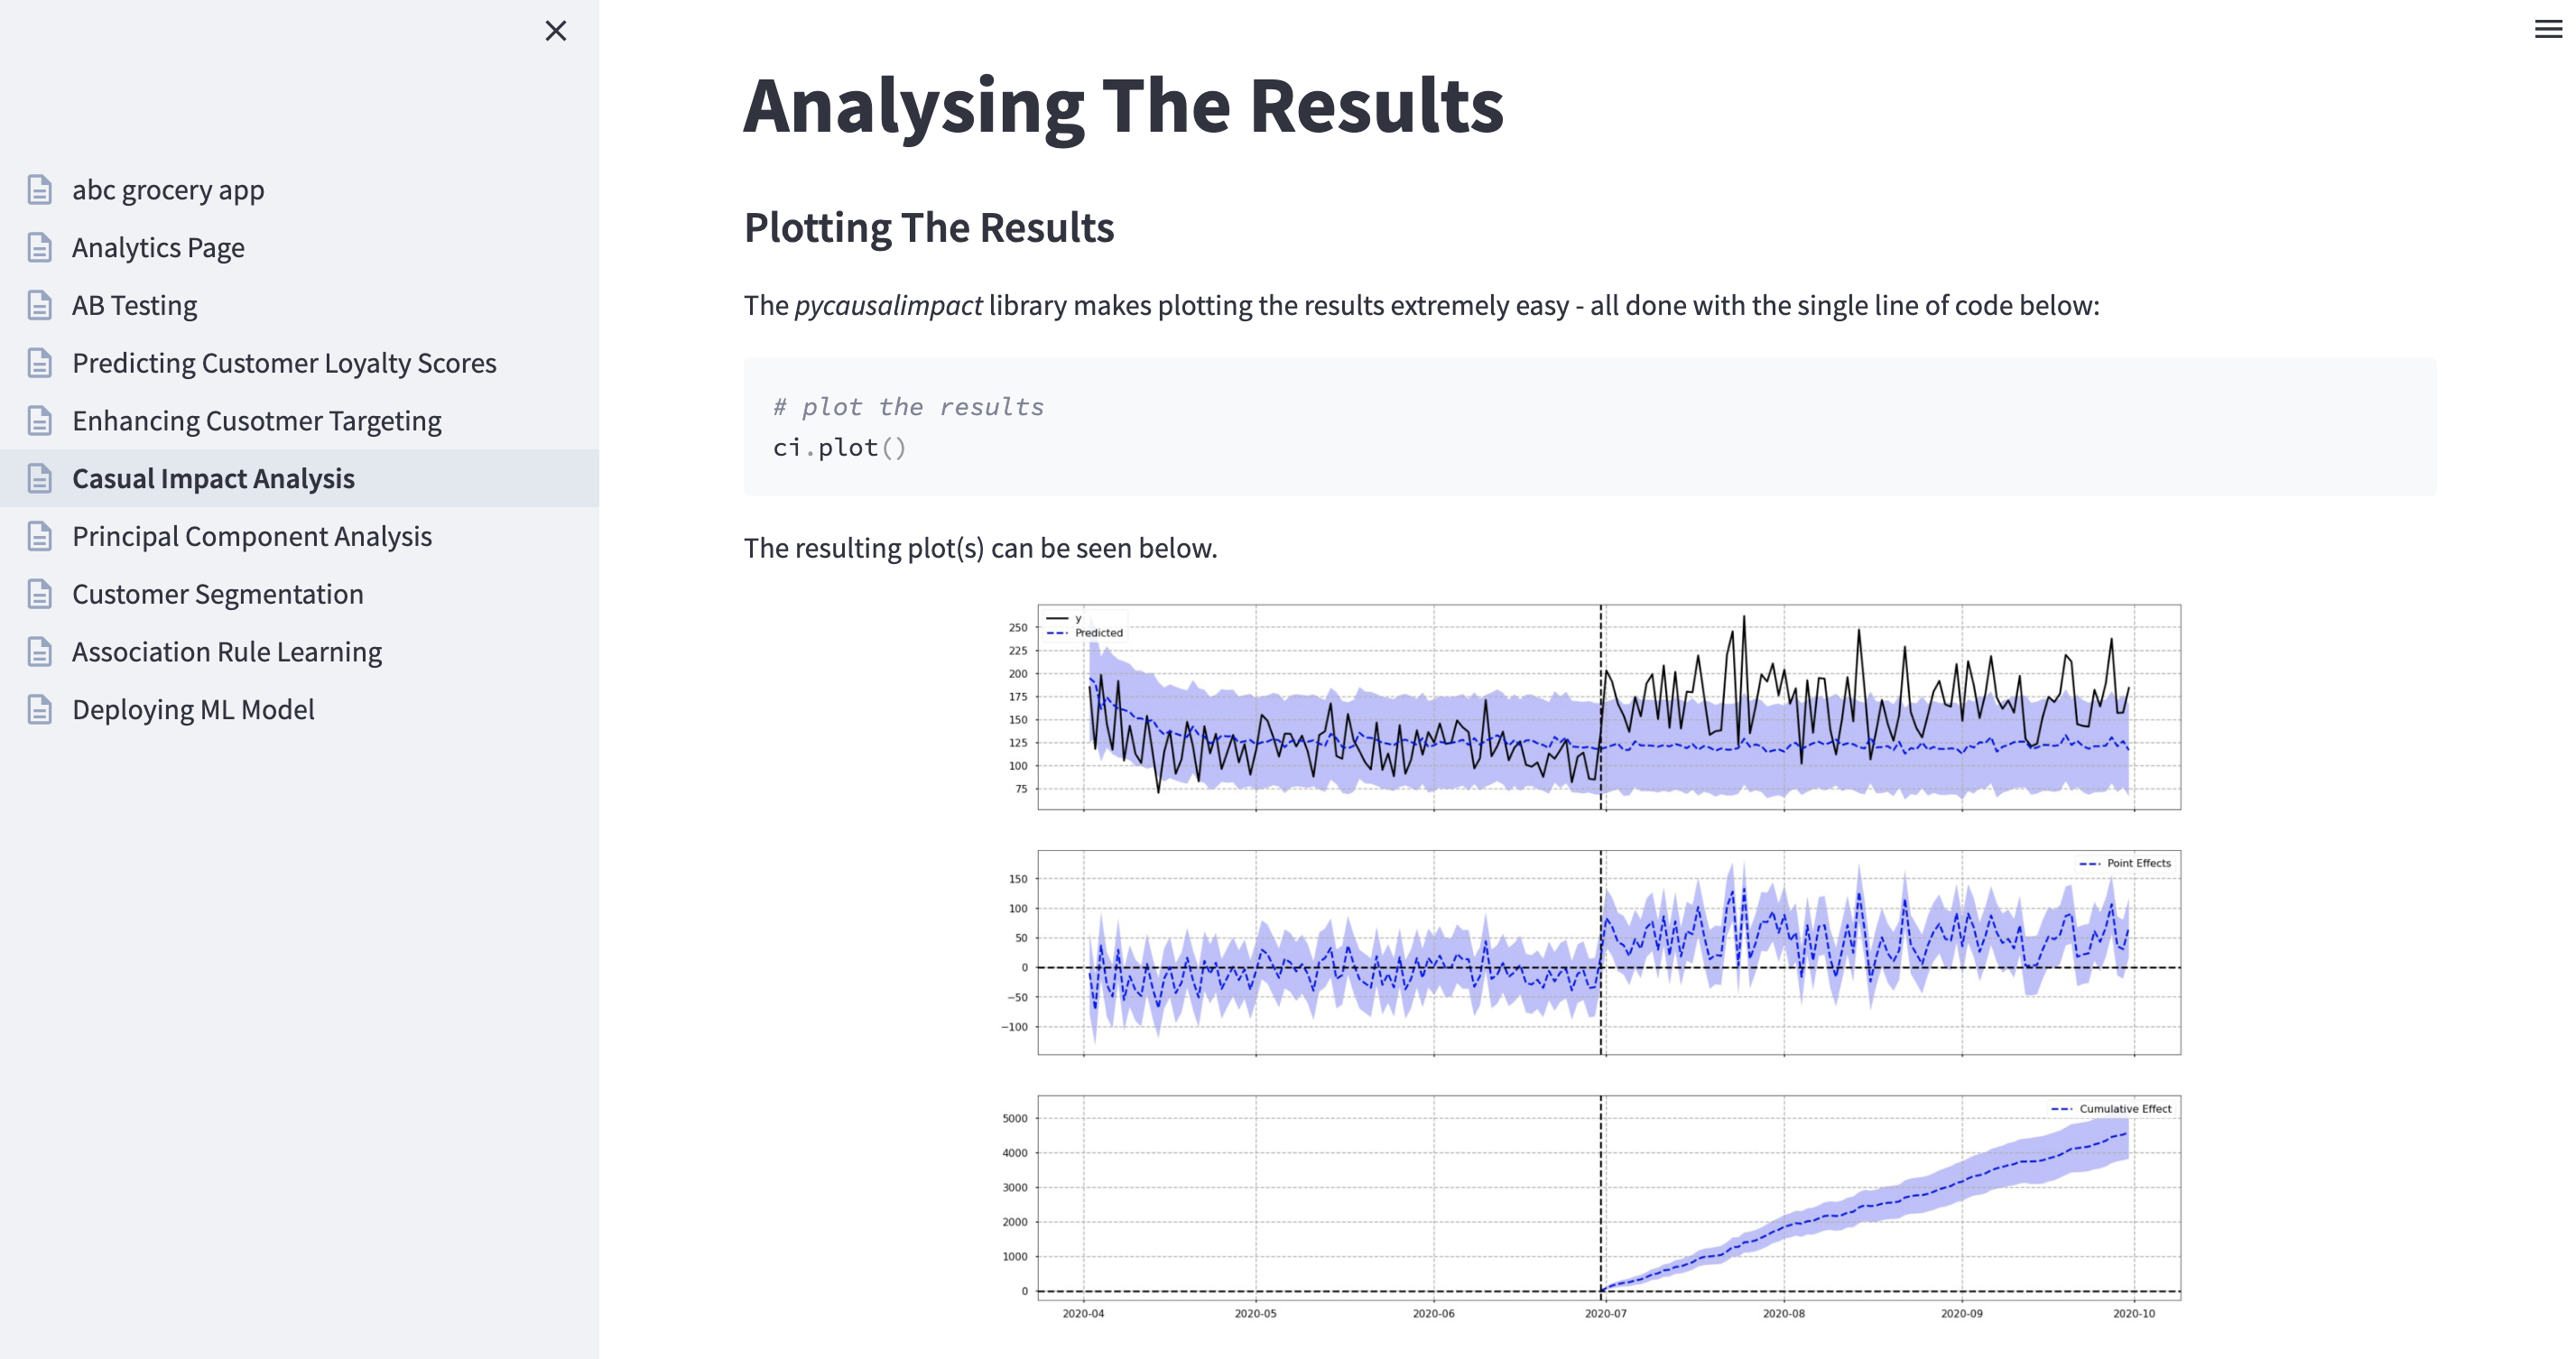 abc grocery app
Analytics Page
AB Testing
Predicting Customer Loyalty Scores
Enhancing Cusotmer Targeting
Casual Impact Analysis
Principal Component Analysis
Customer Segmentation
Association Rule Learning
Deploying ML Model
Analysing The Results
Plotting The Results
The pycausalimpact library makes plotting the results extremely easy - all done with the single line of code below:
# plot the results
ci.plot()
The resulting plot(s) can be seen below.
y
Predicted
250
225
200
175
150
125
100
75
Point Effects
150
100
50
0
−50
−100
Cumulative Effect
5000
4000
3000
2000
1000
0
2020-04 2020-05 2020-06 2020-07 2020-08 2020-09 2020-10